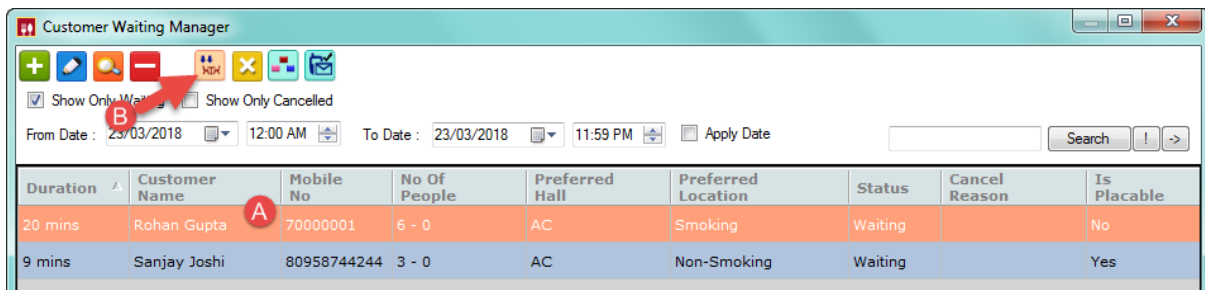 Customer Waiting Manager
B
Show Only Waiting Show Only Cancelled
From Date : 23/03/2018 12:00 AM To Date : 23/03/2018 11:59 PM Apply Date Search ! ->
Duration Customer Name Mobile No No Of People Preferred Hall Preferred Location Status Cancel Reason Is Placable
A
20 mins Rohan Gupta 70000001 6 - 0 AC Smoking Waiting No
9 mins Sanjay Joshi 80958744244 3 - 0 AC Non-Smoking Waiting Yes